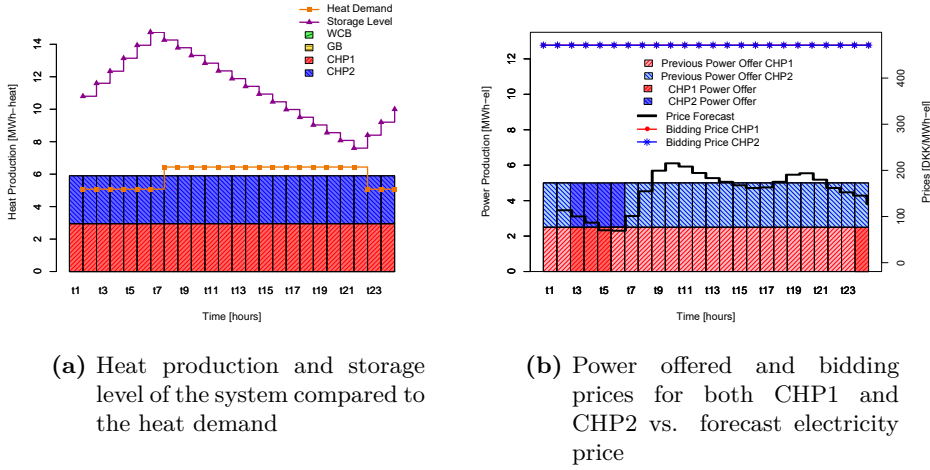 Heat Demand
Storage Level
WCB
GB
CHP1
CHP2
Heat Production [MWh−heat]
14
12
10
8
6
4
2
0
t1 t3 t5 t7 t9 t11 t13 t15 t17 t19 t21 t23
Time [hours]
Previous Power Offer CHP1
Previous Power Offer CHP2
CHP1 Power Offer
CHP2 Power Offer
Price Forecast
Bidding Price CHP1
Bidding Price CHP2
Power Production [MWh−el]
12
10
8
6
4
2
0
400
300
200
100
0
Prices [DKK/MWh−el]
t1 t3 t5 t7 t9 t11 t13 t15 t17 t19 t21 t23
Time [hours]
(a) Heat production and storage
level of the system compared to
the heat demand
(b) Power offered and bidding
prices for both CHP1 and
CHP2 vs. forecast electricity
price